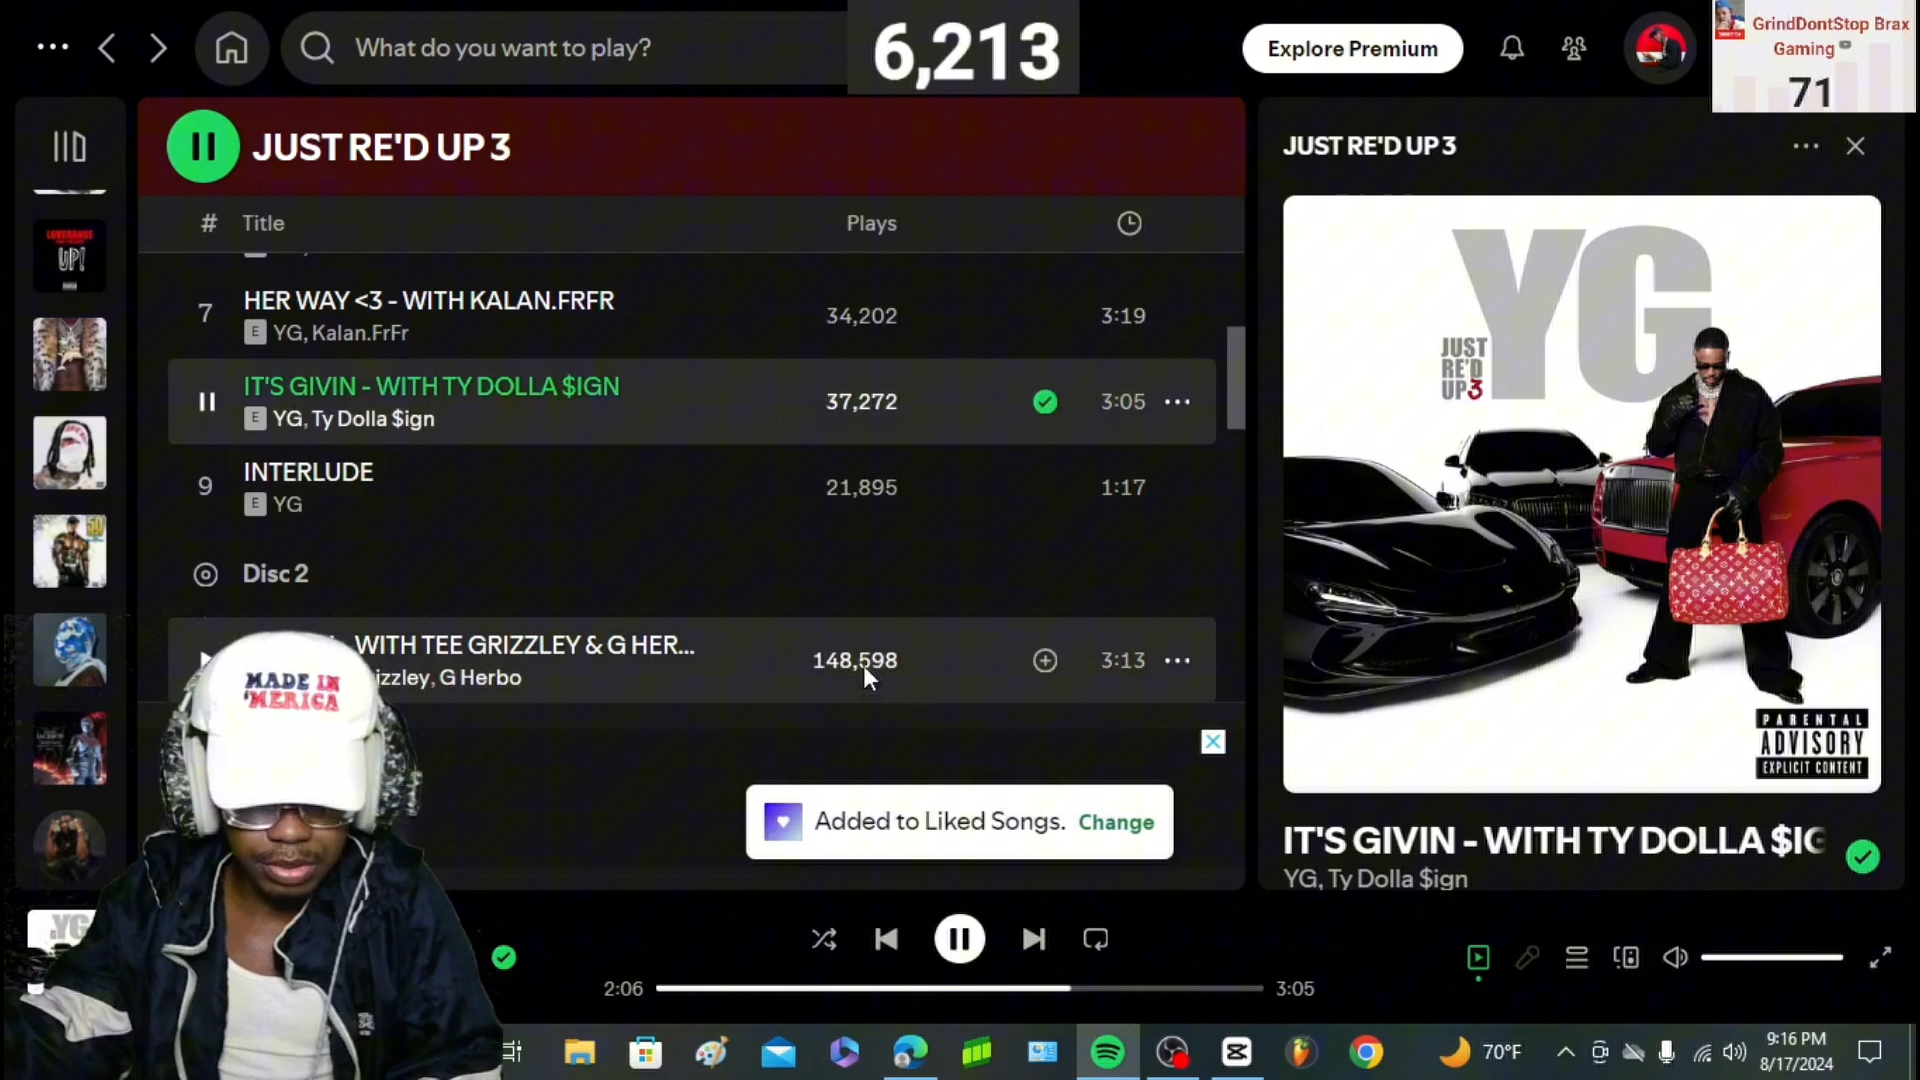 What do you want to play?
6,213
Explore Premium
GrindDontStop Brax
Gaming
71
JUST RE'D UP 3
# Title Plays
7 HER WAY <3 - WITH KALAN.FRFR 34,202 3:19
E YG, Kalan.FrFr
IT'S GIVIN - WITH TY DOLLA $IGN 37,272 3:05
E YG, Ty Dolla $ign
9 INTERLUDE 21,895 1:17
E YG
Disc 2
WITH TEE GRIZZLEY & G HER... 148,598 3:13
izzley, G Herbo
MADE IN
'MERICA
Added to Liked Songs. Change
JUST RE'D UP 3
YG
JUST
RE'D
UP3
PARENTAL
ADVISORY
EXPLICIT CONTENT
IT'S GIVIN - WITH TY DOLLA $IG
YG, Ty Dolla $ign
UP!
50
YG
2:06 3:05
70°F
9:16 PM
8/17/2024